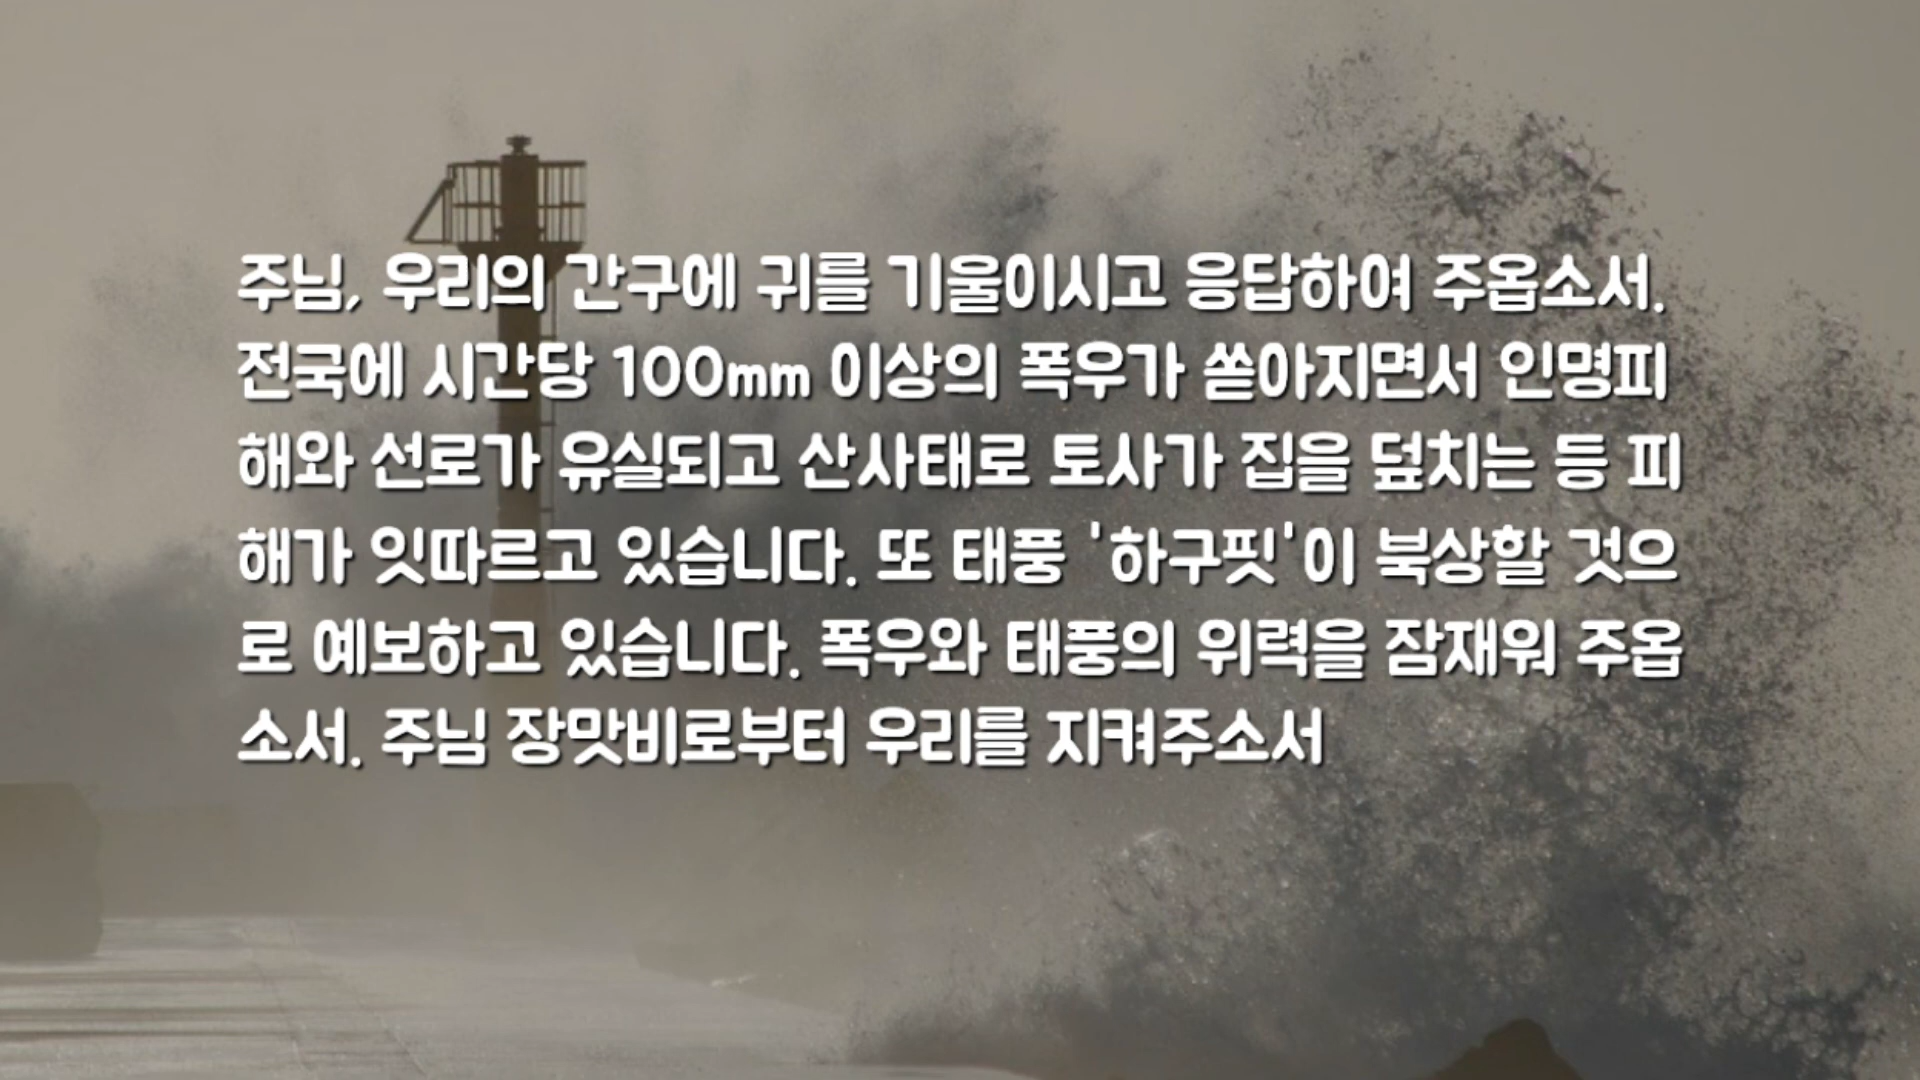 주님, 우리의 간구에 귀를 기울이시고 응답하여 주옵소서.
전국에 시간당 100mm 이상의 폭우가 쏟아지면서 인명피
해와 선로가 유실되고 산사태로 토사가 집을 덮치는 등 피
해가 잇따르고 있습니다. 또 태풍 '하구핏'이 북상할 것으
로 예보하고 있습니다. 폭우와 태풍의 위력을 잠재워 주옵
소서. 주님 장맛비로부터 우리를 지켜주소서